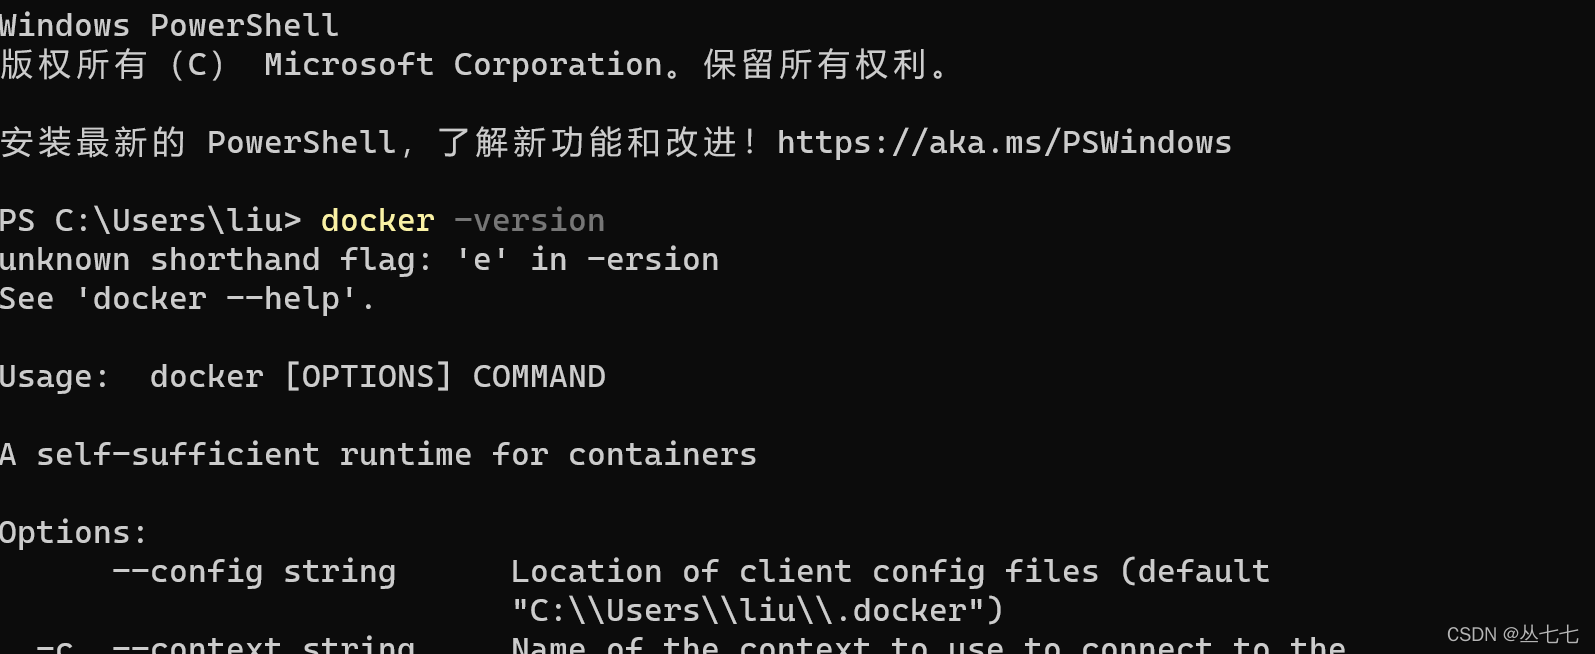 Windows PowerShell
版权所有（C） Microsoft Corporation。保留所有权利。
安装最新的 PowerShell，了解新功能和改进！https://aka.ms/PSWindows
PS C:\Users\liu> docker -version
unknown shorthand flag: 'e' in -ersion
See 'docker --help'.
Usage:  docker [OPTIONS] COMMAND
A self-sufficient runtime for containers
Options:
      --config string      Location of client config files (default
                           "C:\\Users\\liu\\.docker")
  -c, --context string     Name of the context to use to connect to the
CSDN @丛七七